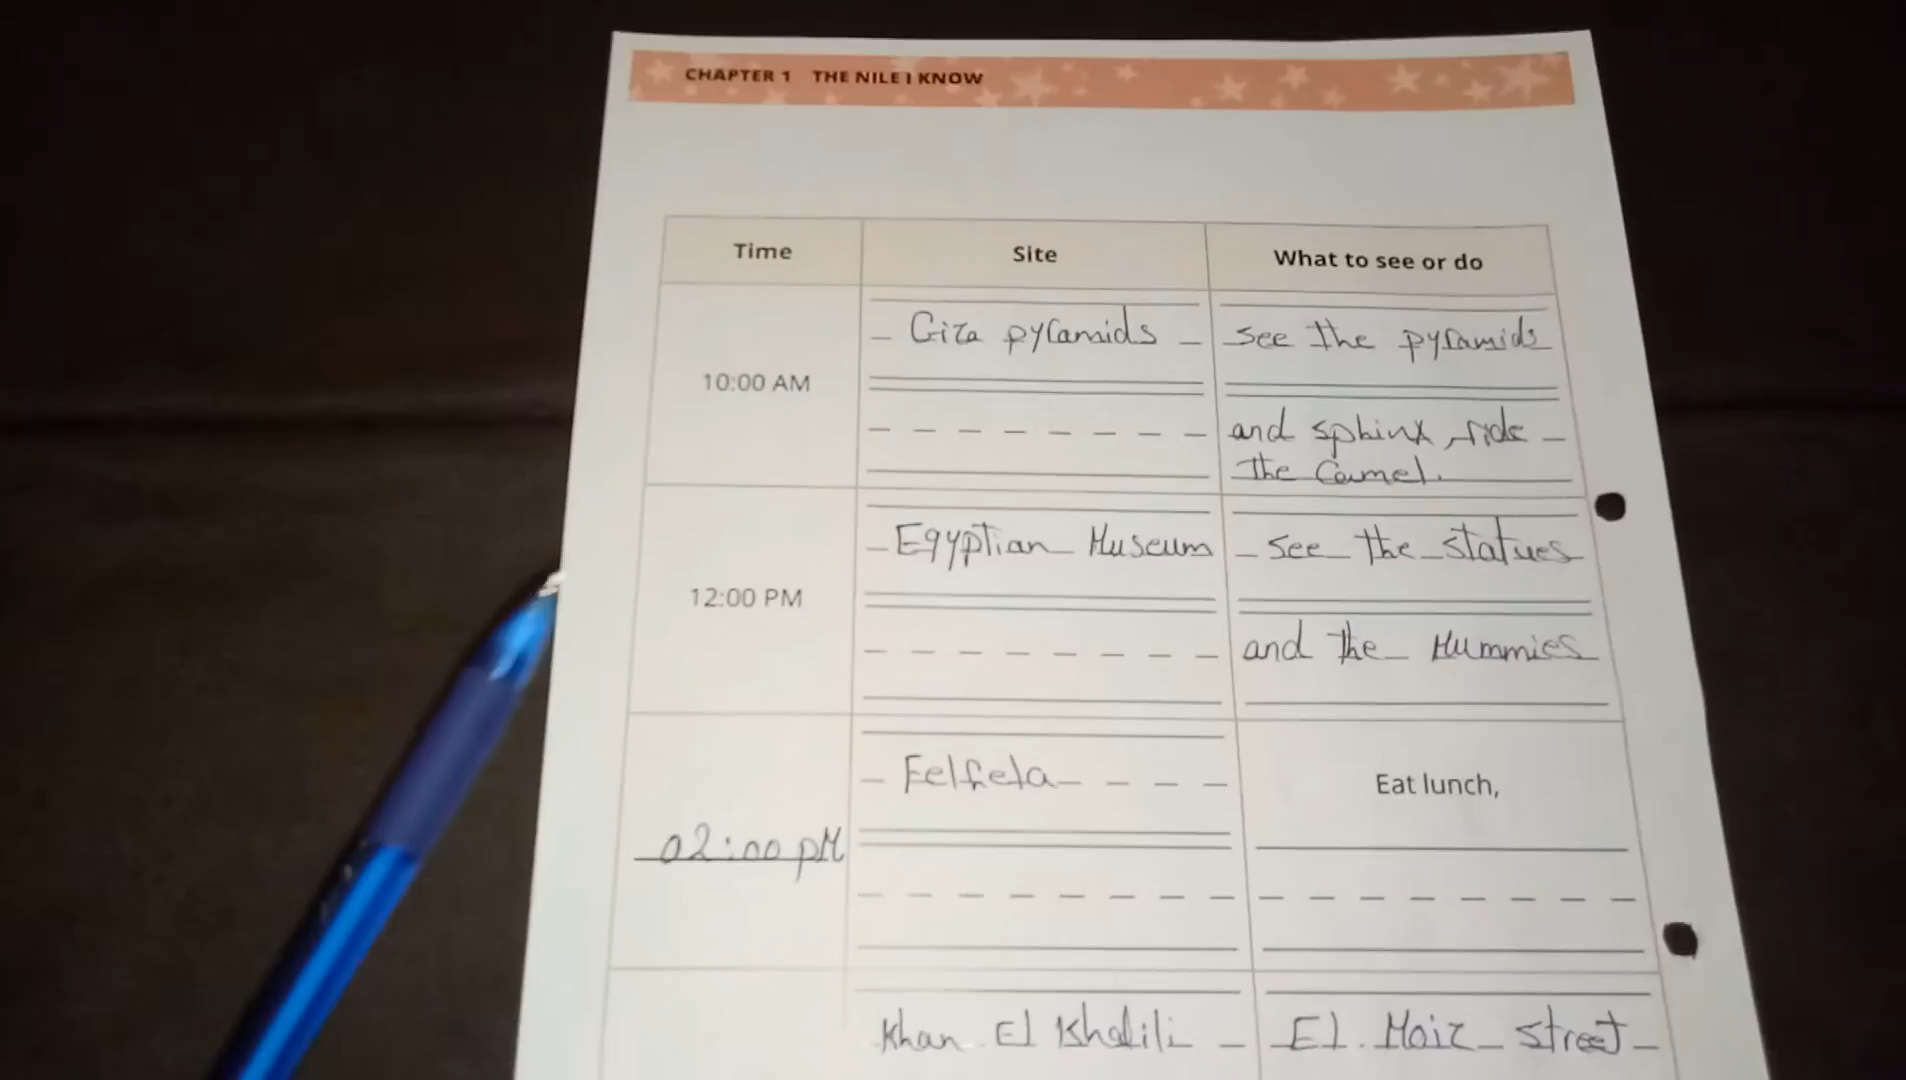 CHAPTER 1 THE NILE I KNOW
Time Site What to see or do
10:00 AM
Giza pyramids
see the pyramids
and sphinx, ride
the Camel.
12:00 PM
Egyptian Museum
see the statues
and the Mummies
02:00 pM
Felfela
Eat lunch,
Khan El Khalili
El Moiz street